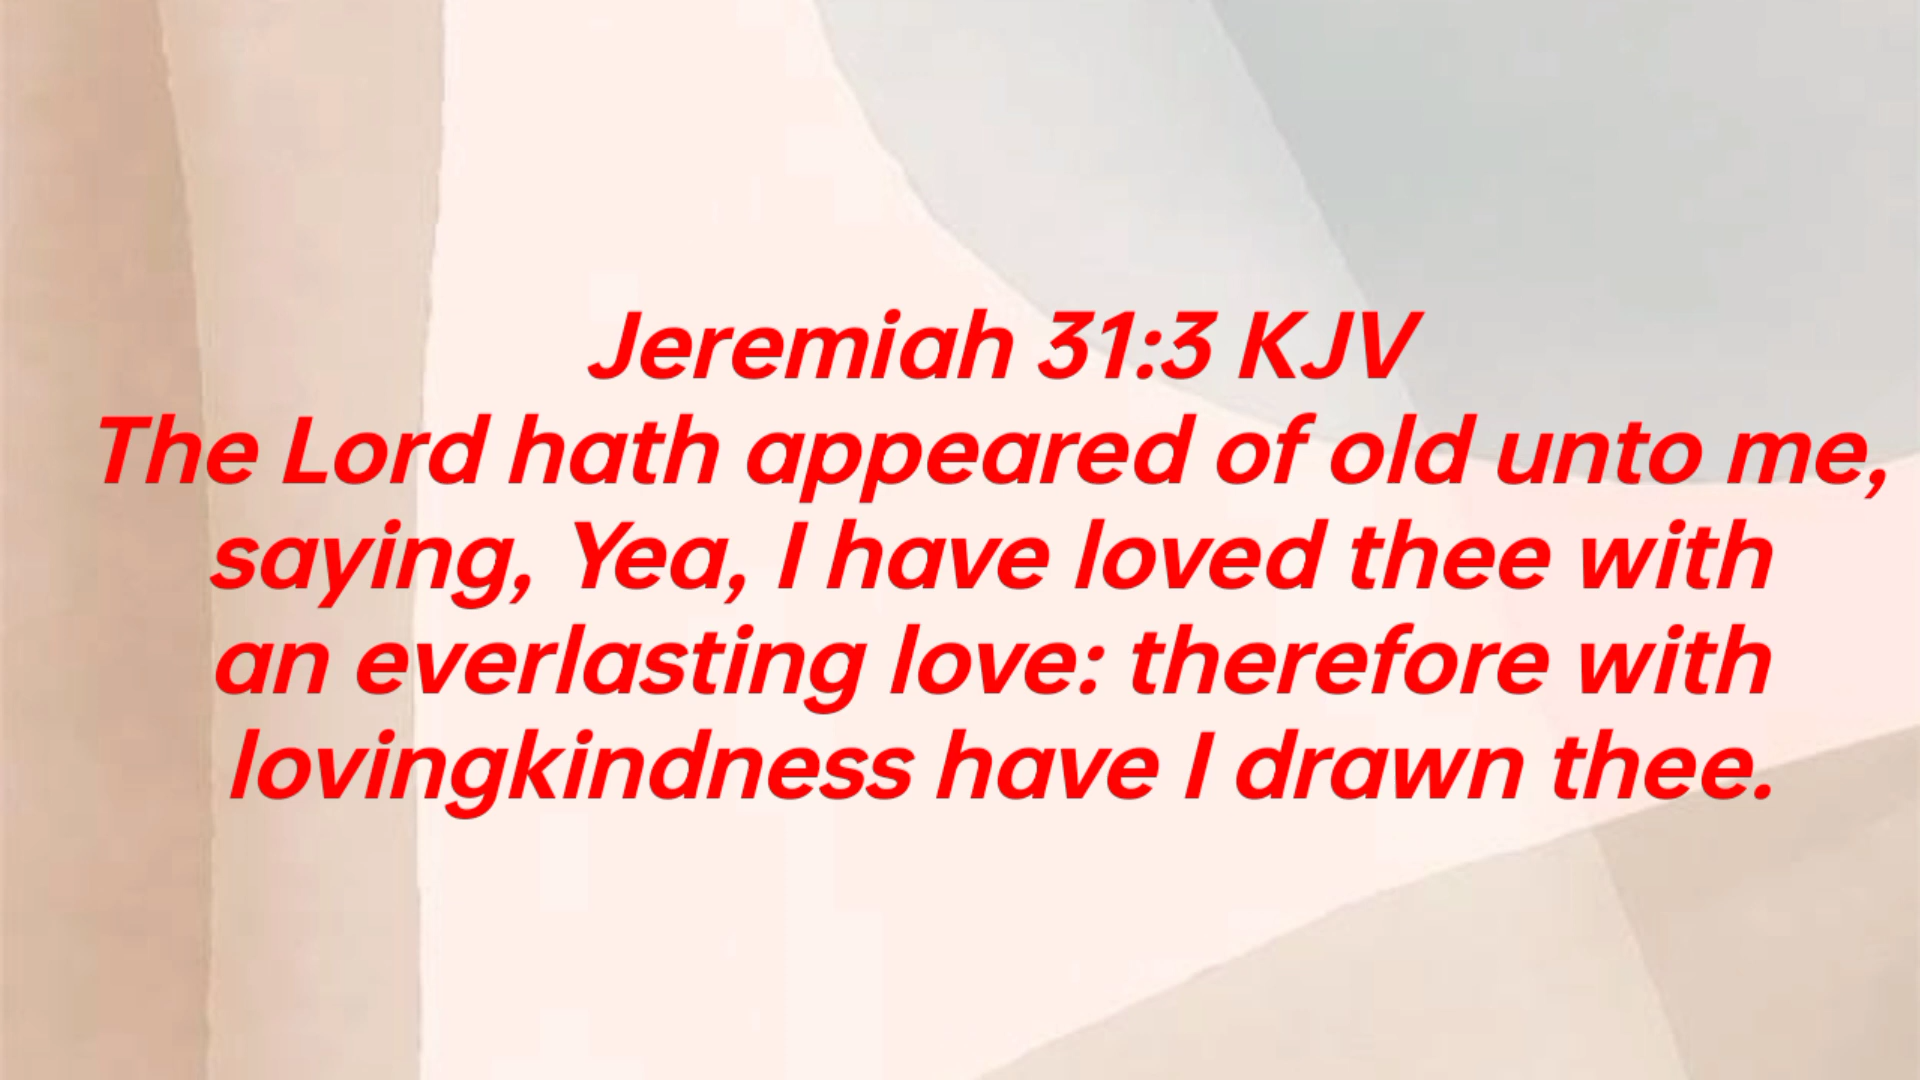 Jeremiah 31:3 KJV
The Lord hath appeared of old unto me,
saying, Yea, I have loved thee with
an everlasting love: therefore with
lovingkindness have I drawn thee.